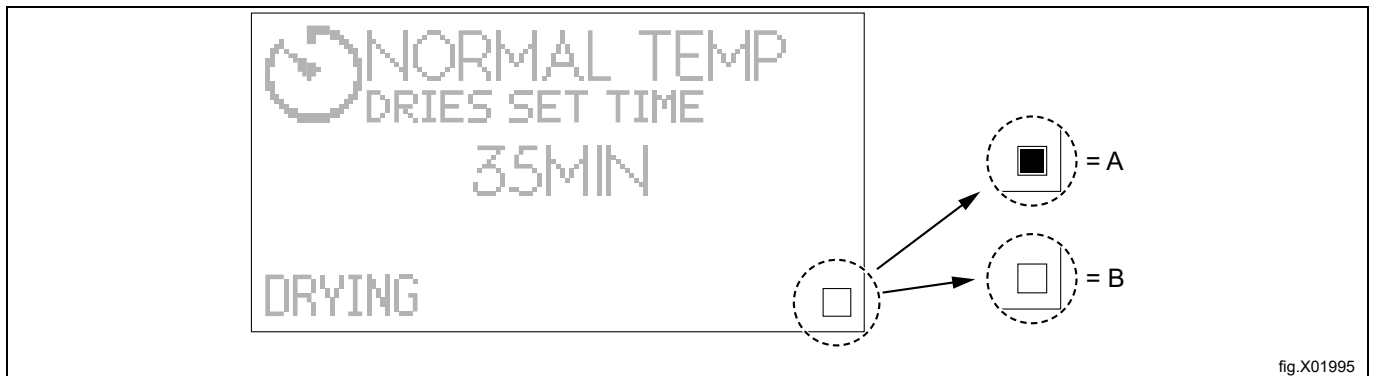 NORMAL TEMP
DRIES SET TIME
35MIN
DRYING
= A
= B
fig.X01995